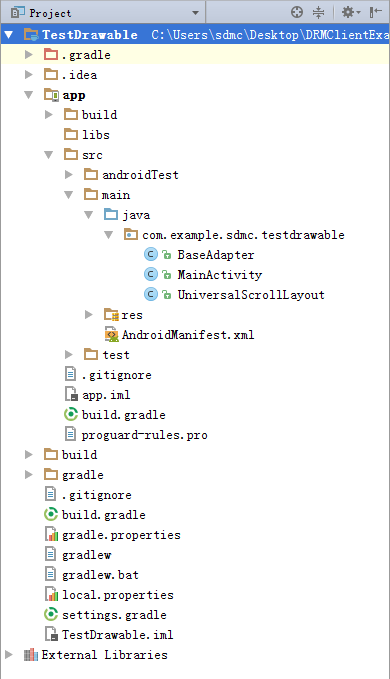 Project
TestDrawable C:\Users\sdmc\Desktop\DRMClientExa
.gradle
.idea
app
build
libs
src
androidTest
main
java
com.example.sdmc.testdrawable
BaseAdapter
MainActivity
UniversalScrollLayout
res
AndroidManifest.xml
test
.gitignore
app.iml
build.gradle
proguard-rules.pro
build
gradle
.gitignore
build.gradle
gradle.properties
gradlew
gradlew.bat
local.properties
settings.gradle
TestDrawable.iml
External Libraries